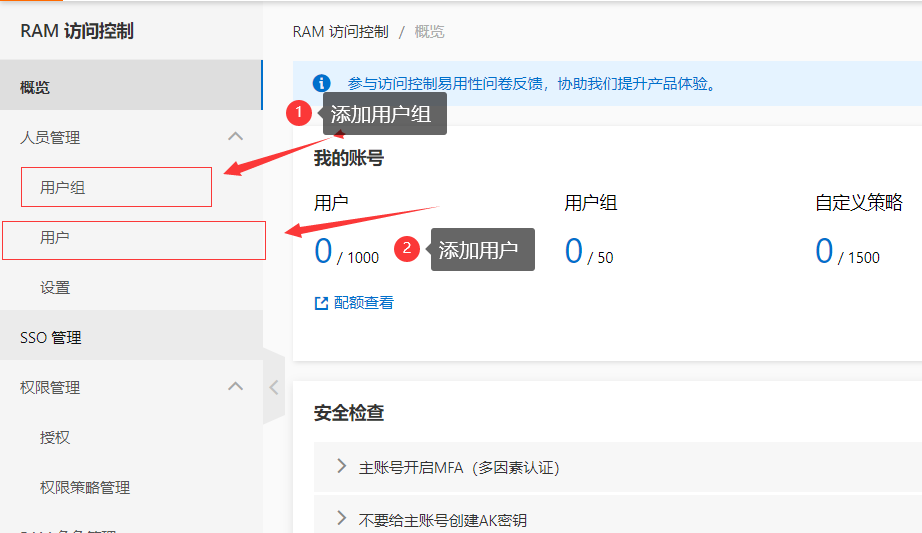 RAM 访问控制
概览
人员管理
用户组
用户
设置
SSO 管理
权限管理
授权
权限策略管理
RAM 访问控制 / 概览
参与访问控制易用性问卷反馈，协助我们提升产品体验。
1 添加用户组
我的账号
用户 用户组 自定义策略
0 / 1000 0 / 50 0 / 1500
2 添加用户
配额查看
安全检查
主账号开启MFA（多因素认证）
不要给主账号创建AK密钥